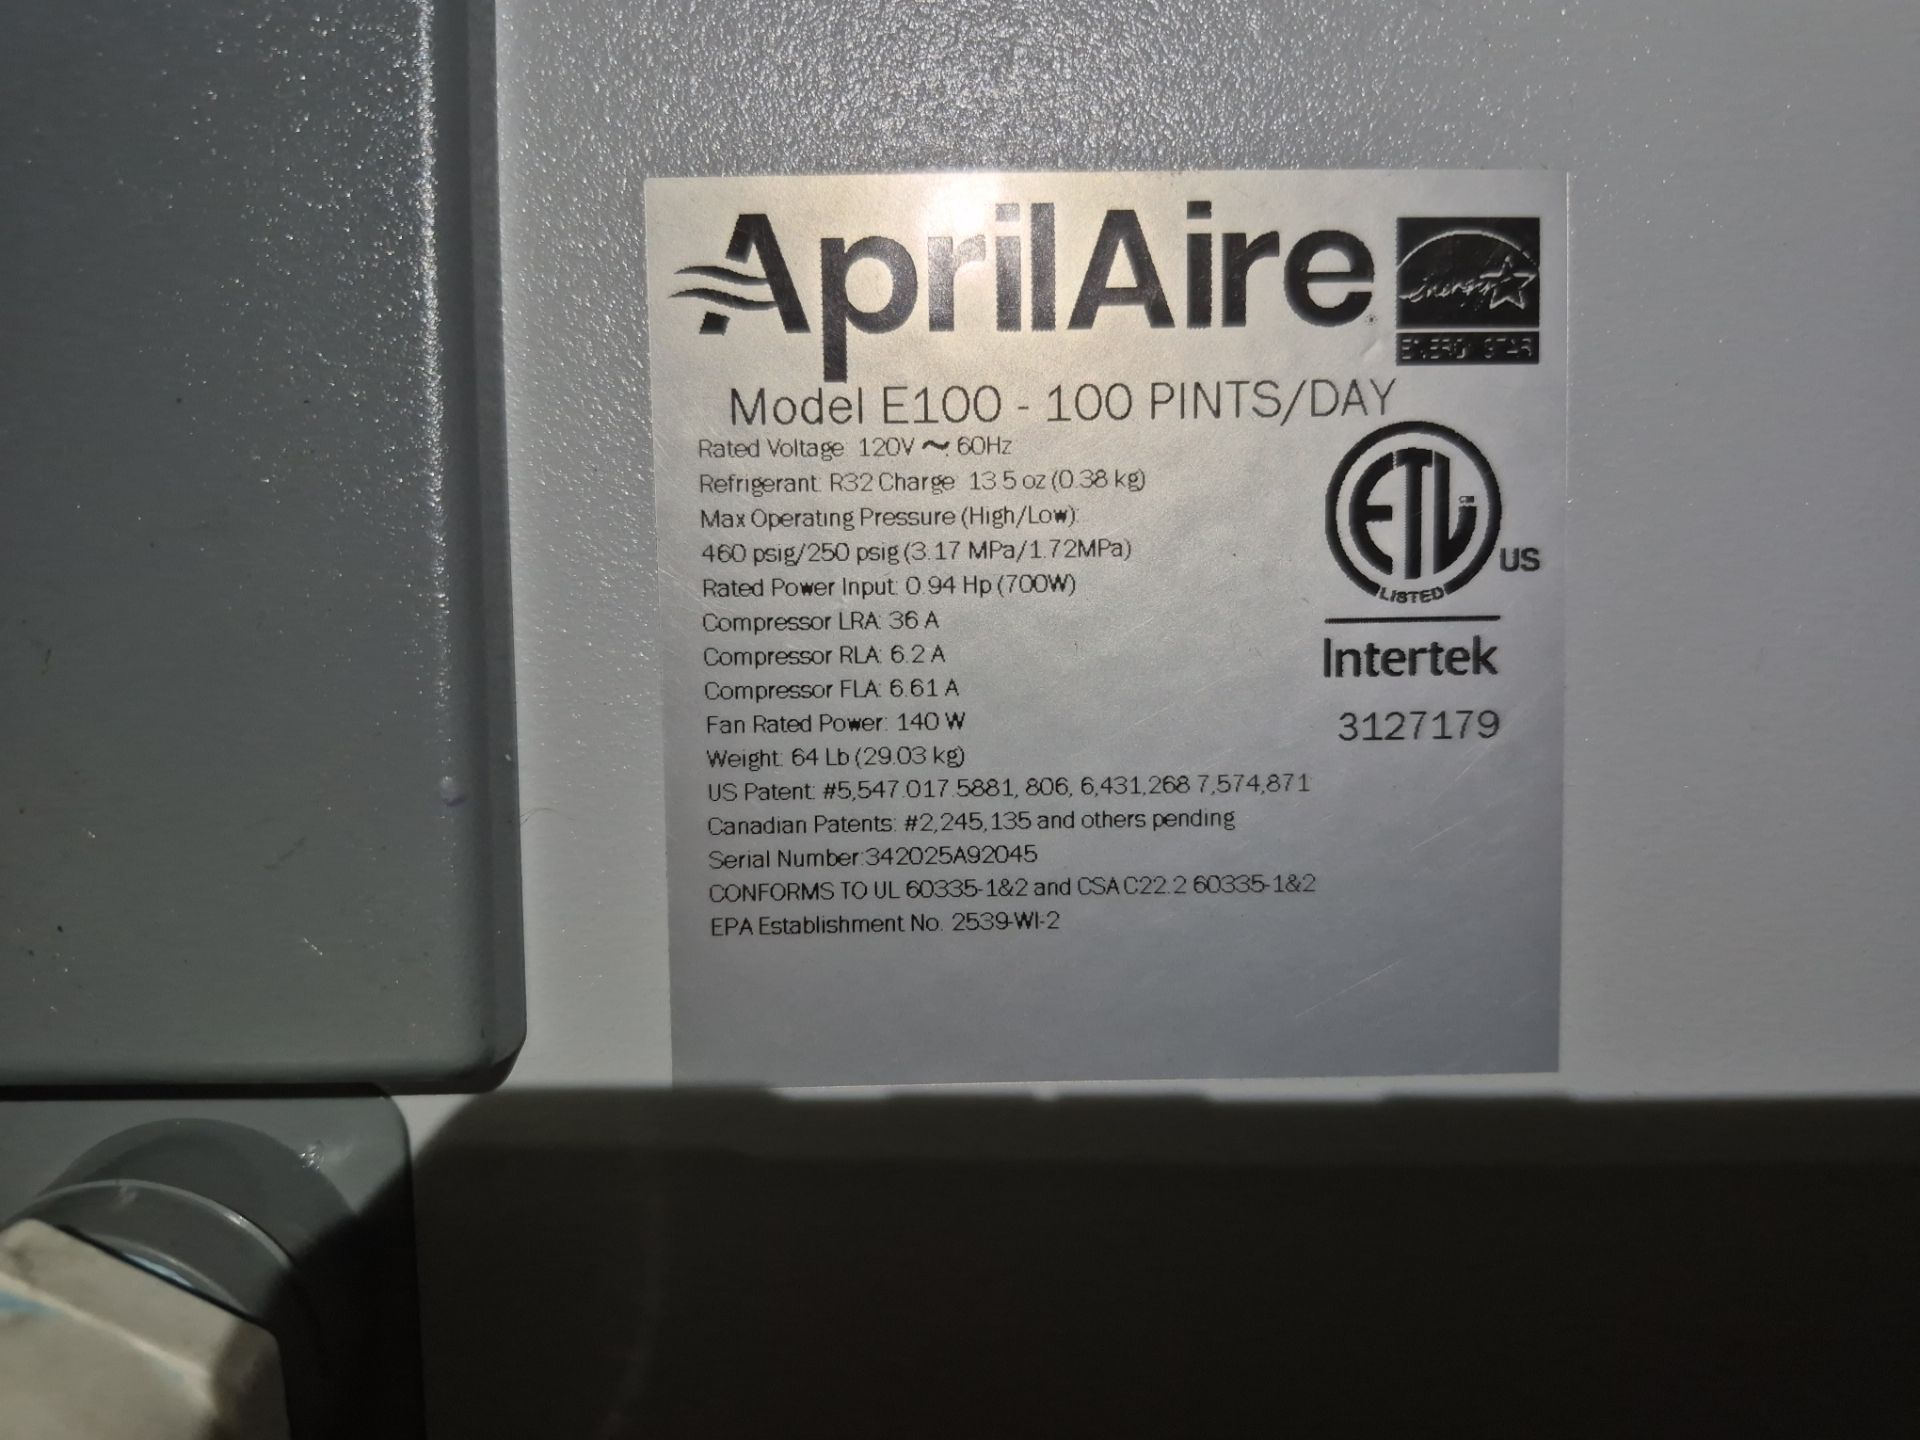 AprilAire
energy
ENERGY STAR
Model E100 - 100 PINTS/DAY
Rated Voltage: 120V ~ 60Hz
Refrigerant: R32 Charge: 13.5 oz (0.38 kg)
Max Operating Pressure (High/Low):
460 psig/250 psig (3.17 MPa/1.72MPa)
Rated Power Input: 0.94 Hp (700W)
Compressor LRA: 36 A
Compressor RLA: 6.2 A
Compressor FLA: 6.61 A
Fan Rated Power: 140 W
Weight: 64 Lb (29.03 kg)
US Patent: #5,547.017.5881, 806, 6,431,268 7,574,871
Canadian Patents: #2,245,135 and others pending
Serial Number:342025A92045
CONFORMS TO UL 60335-1&2 and CSA C22.2 60335-1&2
EPA Establishment No. 2539-WI-2
ETL
CM
US
LISTED
Intertek
3127179